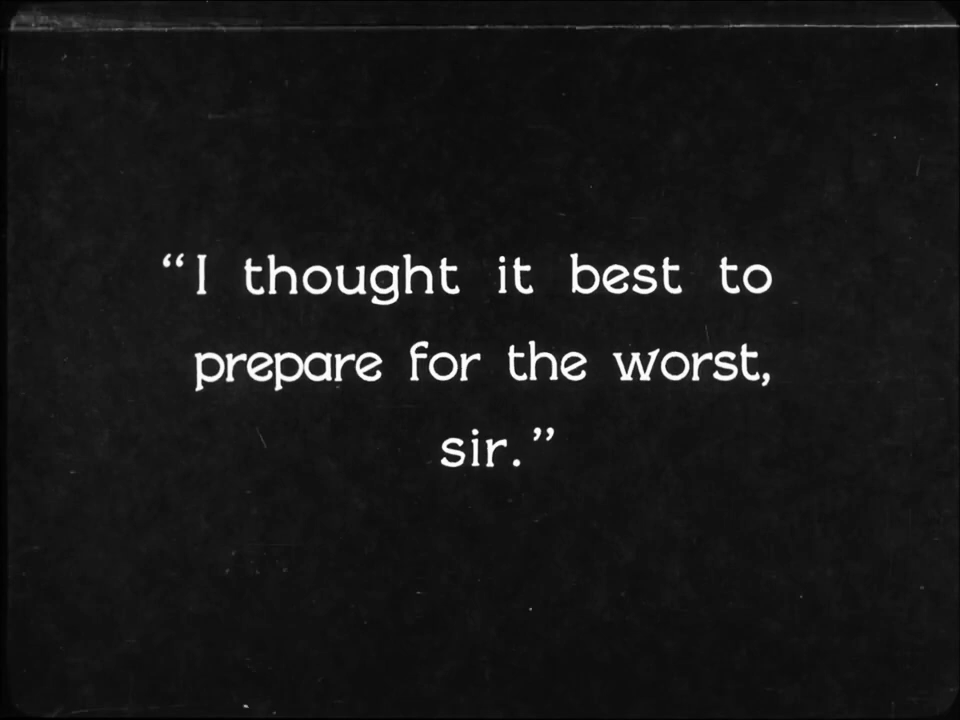 “I thought it best to
prepare for the worst,
sir.”